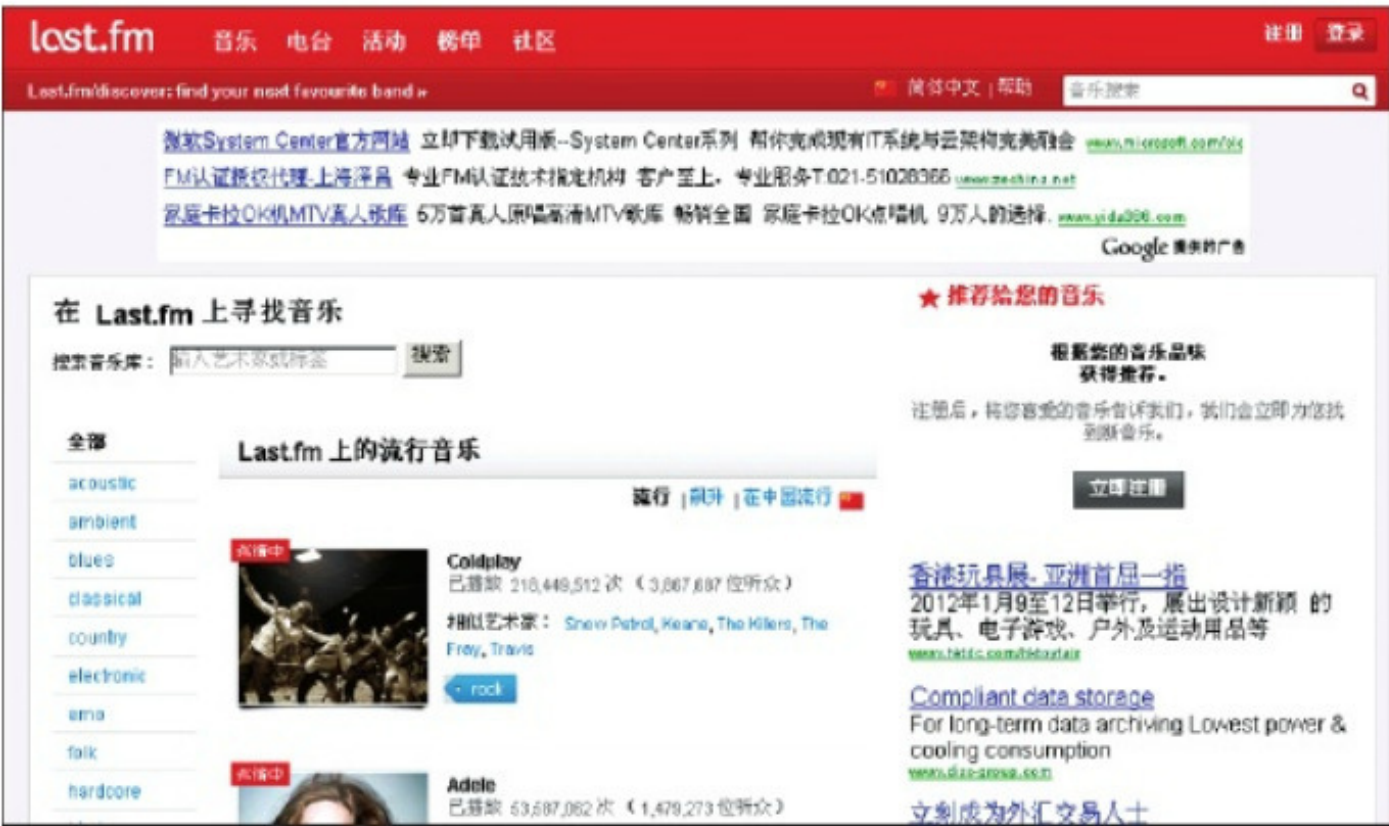 last.fm 音乐 电台 活动 榜单 社区 注册 登录
Last.fm/discover: find your next favourite band »
简体中文 | 帮助 音乐搜索
微软System Center官方网站 立即下载试用版--System Center系列 帮你完成现有IT系统与云架构完美融合
FM认证授权代理-上海泽昌 专业FM认证技术指定机构 客户至上，专业服务T:021-51028366
家庭卡拉OK机MTV真人歌库 6万首真人原唱高清MTV歌库 畅销全国 家庭卡拉OK点唱机 9万人的选择.
Google 提供的广告
在 Last.fm 上寻找音乐
搜索音乐库： 输入艺术家或标签 搜索
全部
acoustic
ambient
blues
classical
country
electronic
emo
folk
hardcore
Last.fm 上的流行音乐
流行 | 飙升 | 在中国流行
Coldplay
已播放 218,449,512 次 （3,867,687 位听众）
相似艺术家： Snow Patrol, Keane, The Killers, The
Fray, Travis
rock
Adele
已播放 53,587,062 次 （1,479,273 位听众）
★ 推荐给您的音乐
根据您的音乐品味
获得推荐。
注册后，将您喜爱的音乐告诉我们，我们会立即为您找
到新音乐。
立即注册
香港玩具展- 亚洲首屈一指
2012年1月9至12日举行，展出设计新颖 的
玩具、电子游戏、户外及运动用品等
www.hktdc.com/hktoyfair
Compliant data storage
For long-term data archiving Lowest power &
cooling consumption
立刻成为外汇交易人士